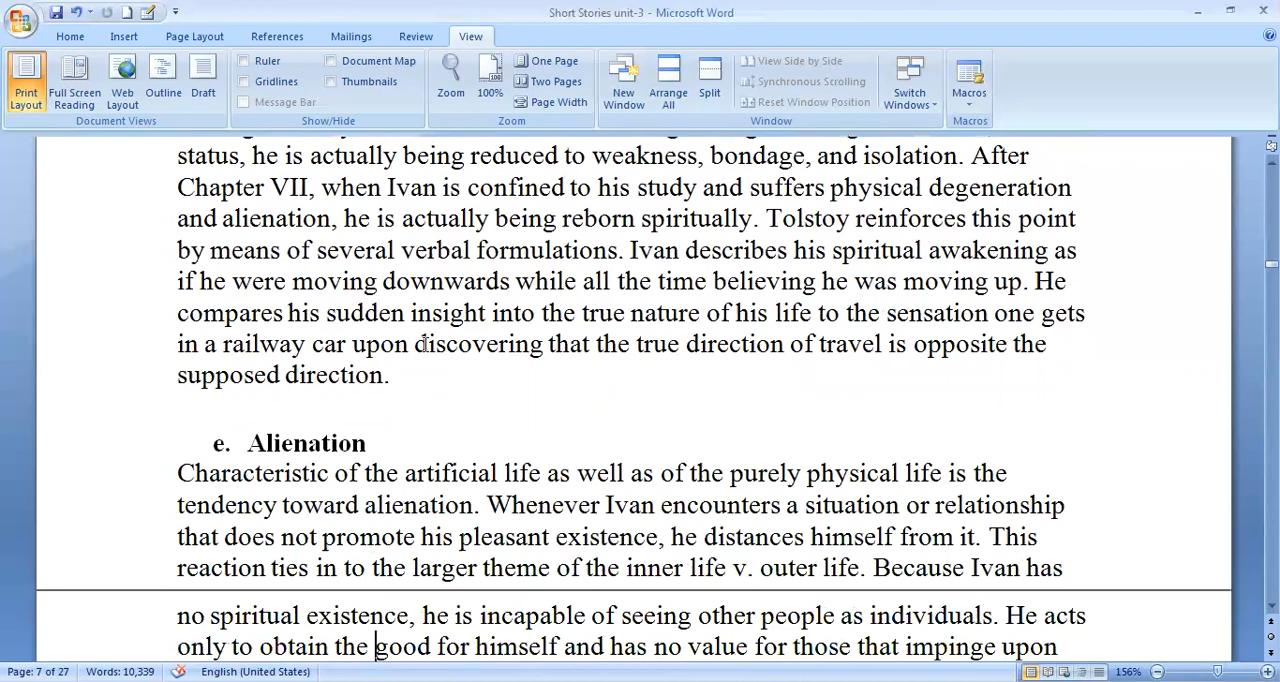 Short Stories unit-3 - Microsoft Word
Home Insert Page Layout References Mailings Review View
Ruler Document Map One Page View Side by Side
Gridlines Thumbnails Two Pages Synchronous Scrolling
Message Bar Page Width Reset Window Position
Print Layout Full Screen Reading Web Layout Outline Draft Zoom 100% New Window Arrange All Split Switch Windows Macros
Document Views Show/Hide Zoom Window Macros
status, he is actually being reduced to weakness, bondage, and isolation. After
Chapter VII, when Ivan is confined to his study and suffers physical degeneration
and alienation, he is actually being reborn spiritually. Tolstoy reinforces this point
by means of several verbal formulations. Ivan describes his spiritual awakening as
if he were moving downwards while all the time believing he was moving up. He
compares his sudden insight into the true nature of his life to the sensation one gets
in a railway car upon discovering that the true direction of travel is opposite the
supposed direction.
e. Alienation
Characteristic of the artificial life as well as of the purely physical life is the
tendency toward alienation. Whenever Ivan encounters a situation or relationship
that does not promote his pleasant existence, he distances himself from it. This
reaction ties in to the larger theme of the inner life v. outer life. Because Ivan has
no spiritual existence, he is incapable of seeing other people as individuals. He acts
only to obtain the good for himself and has no value for those that impinge upon
Page: 7 of 27 Words: 10,339 English (United States) 156%